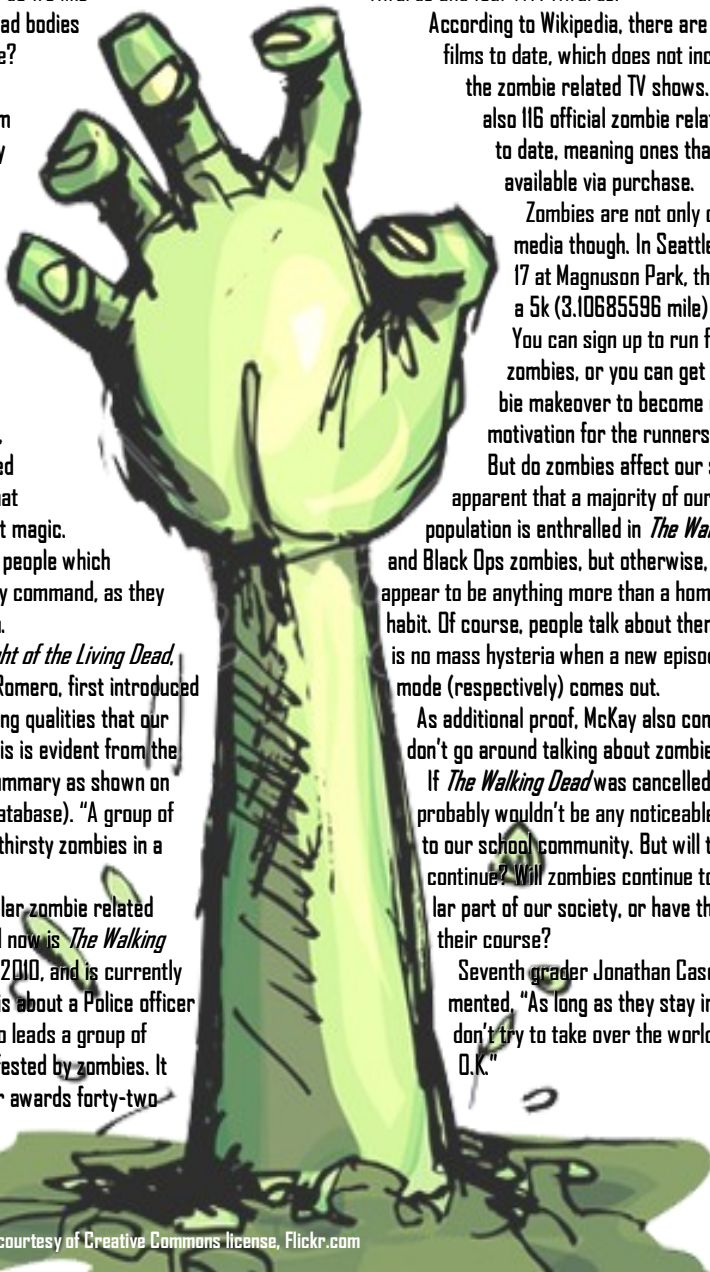 ad bodies
e?
m
y
,
ed
at
t magic.
people which
y command, as they
.
ht of the Living Dead,
Romero, first introduced
ng qualities that our
is is evident from the
mmary as shown on
atabase). “A group of
thirsty zombies in a
lar zombie related
l now is The Walking
2010, and is currently
is about a Police officer
o leads a group of
fested by zombies. It
r awards forty-two
According to Wikipedia, there are
films to date, which does not inc
the zombie related TV shows.
also 116 official zombie rela
to date, meaning ones tha
available via purchase.
Zombies are not only o
media though. In Seattle
17 at Magnuson Park, th
a 5k (3.10685596 mile)
You can sign up to run f
zombies, or you can get
bie makeover to become
motivation for the runners
But do zombies affect our s
apparent that a majority of our
population is enthralled in The Wal
and Black Ops zombies, but otherwise,
appear to be anything more than a hom
habit. Of course, people talk about ther
is no mass hysteria when a new episod
mode (respectively) comes out.
As additional proof, McKay also con
don’t go around talking about zombie
If The Walking Dead was cancelled
probably wouldn’t be any noticeable
to our school community. But will t
continue? Will zombies continue to
lar part of our society, or have th
their course?
Seventh grader Jonathan Case
mented, “As long as they stay in
don’t try to take over the world
O.K.”
courtesy of Creative Commons license, Flickr.com